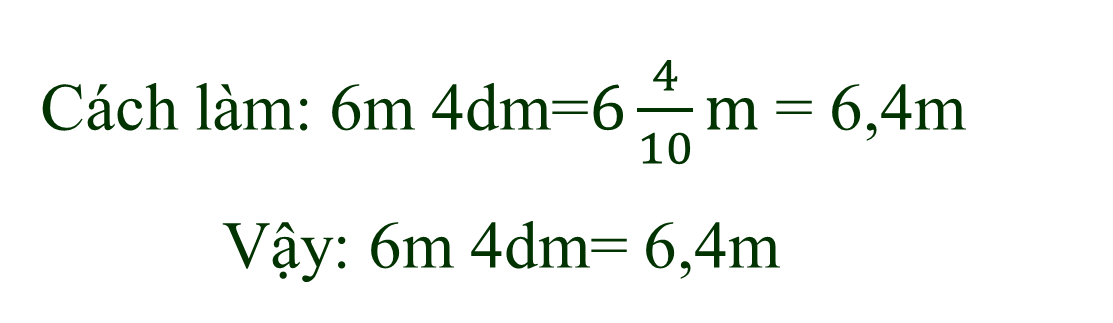 Cách làm: 6m 4dm=6 4/10 m = 6,4m
Vậy: 6m 4dm= 6,4m